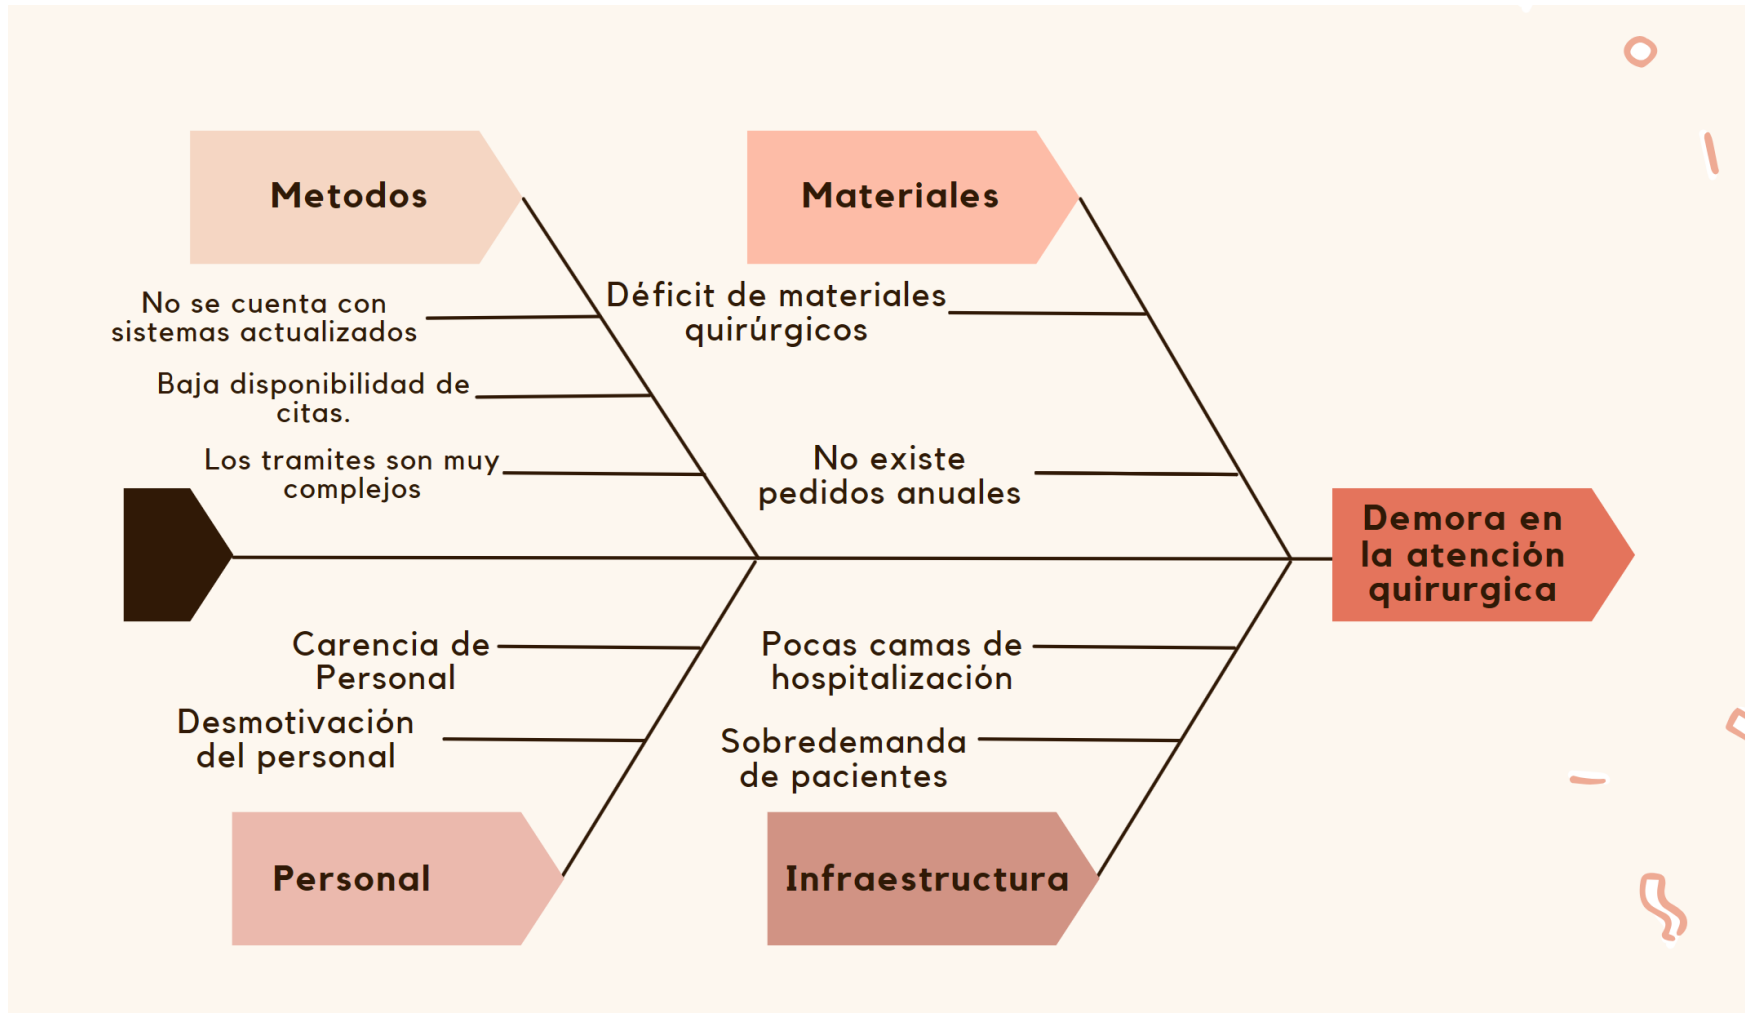 Metodos
No se cuenta con
sistemas actualizados
Baja disponibilidad de
citas.
Los tramites son muy
complejos
Materiales
Déficit de materiales
quirúrgicos
No existe
pedidos anuales
Demora en
la atención
quirurgica
Carencia de
Personal
Desmotivación
del personal
Personal
Pocas camas de
hospitalización
Sobredemanda
de pacientes
Infraestructura